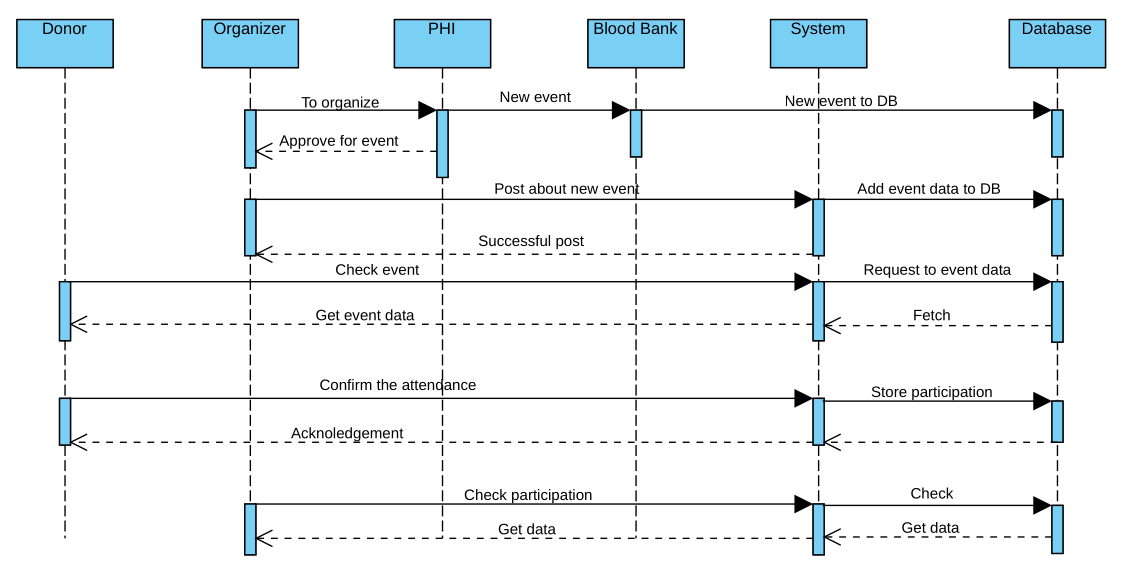 Donor
Organizer
PHI
Blood Bank
System
Database
To organize
New event
New event to DB
Approve for event
Post about new event
Add event data to DB
Successful post
Check event
Request to event data
Get event data
Fetch
Confirm the attendance
Store participation
Acknoledgement
Check participation
Check
Get data
Get data